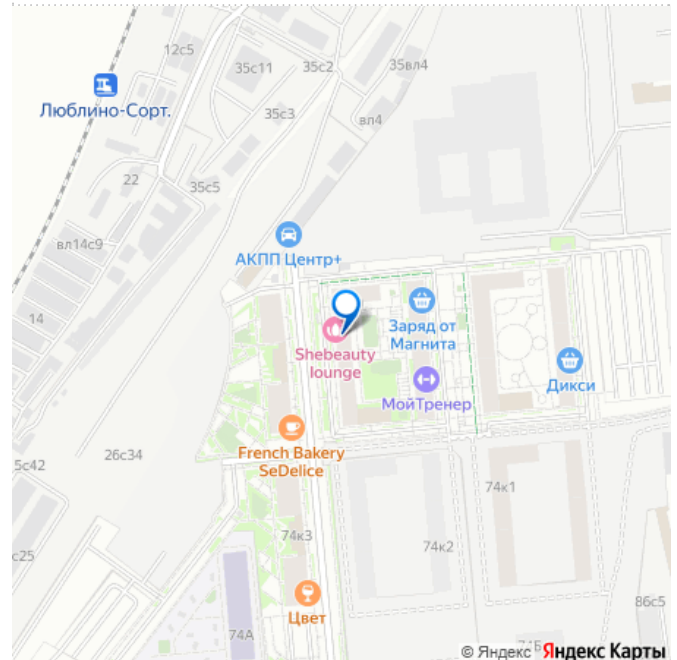 12с5
35с11
35с2
35вл4
Люблино-Сорт.
35с3
вл4
22
35с5
вл14с9
АКПП Центр+
14
Заряд от
Магнита
Shebeauty
lounge
Дикси
МойТренер
French Bakery
SeDelice
5с42
26с34
74к1
74к3
74к2
с25
86с5
Цвет
74А
74Б
© Яндекс Яндекс Карты